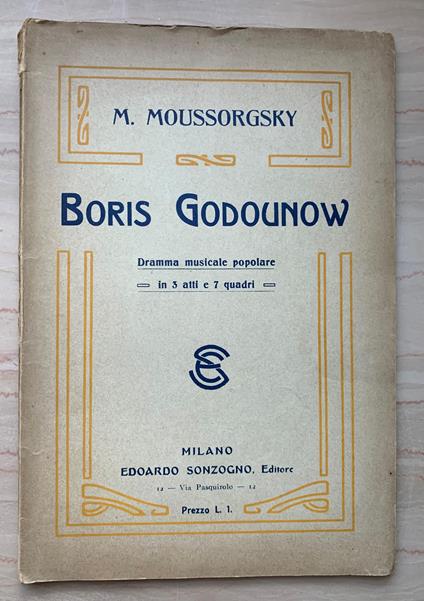 M. MOUSSORGSKY
BORIS GODOUNOW
Dramma musicale popolare
in 3 atti e 7 quadri
ES
MILANO
EDOARDO SONZOGNO, Editore
12 — Via Pasquirolo — 12
Prezzo L. 1.